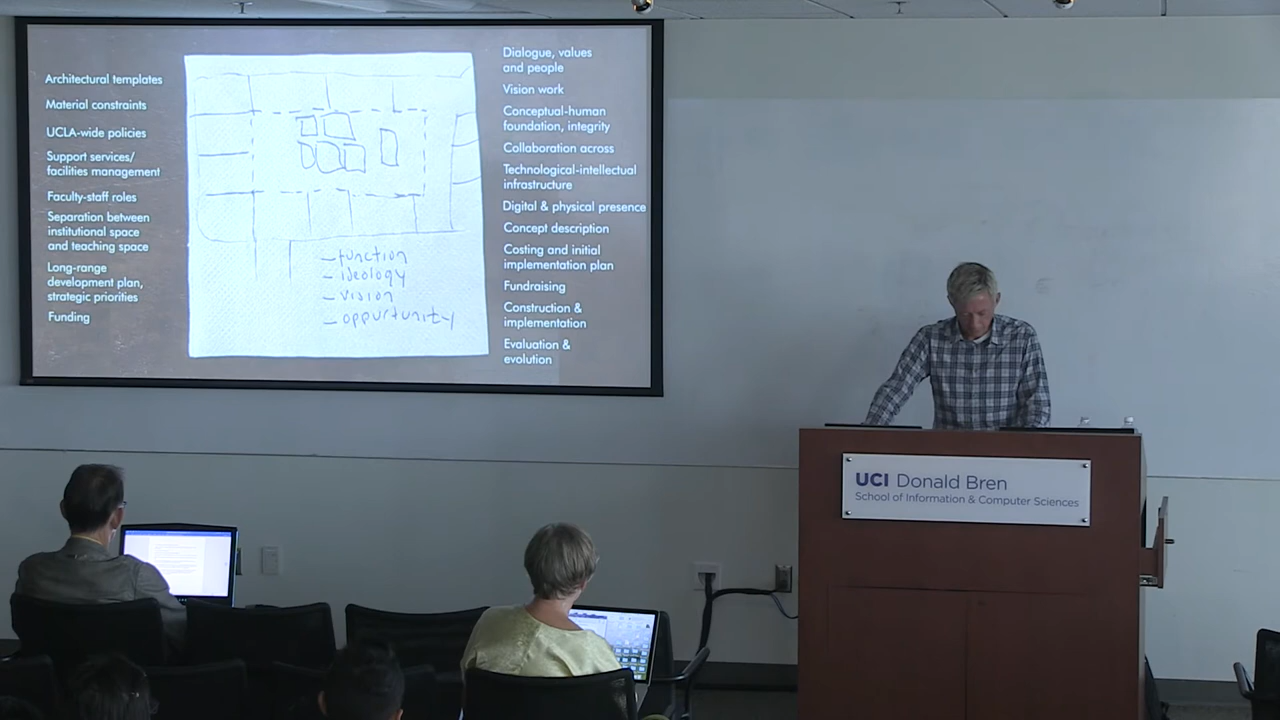 Architectural templates
Material constraints
UCLA-wide policies
Support services/
facilities management
Faculty-staff roles
Separation between
institutional space
and teaching space
Long-range
development plan,
strategic priorities
Funding
– function
– ideology
– vision
– oppurtunity
Dialogue, values
and people
Vision work
Conceptual-human
foundation, integrity
Collaboration across
Technological-intellectual
infrastructure
Digital & physical presence
Concept description
Costing and initial
implementation plan
Fundraising
Construction &
implementation
Evaluation &
evolution
UCI Donald Bren
School of Information & Computer Sciences